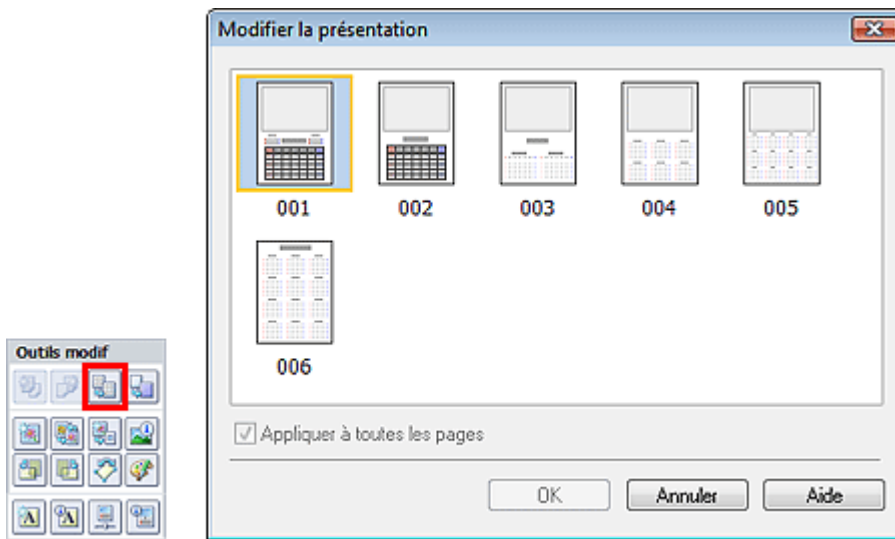 Modifier la présentation
001 002 003 004 005
006
Outils modif
Appliquer à toutes les pages
OK Annuler Aide